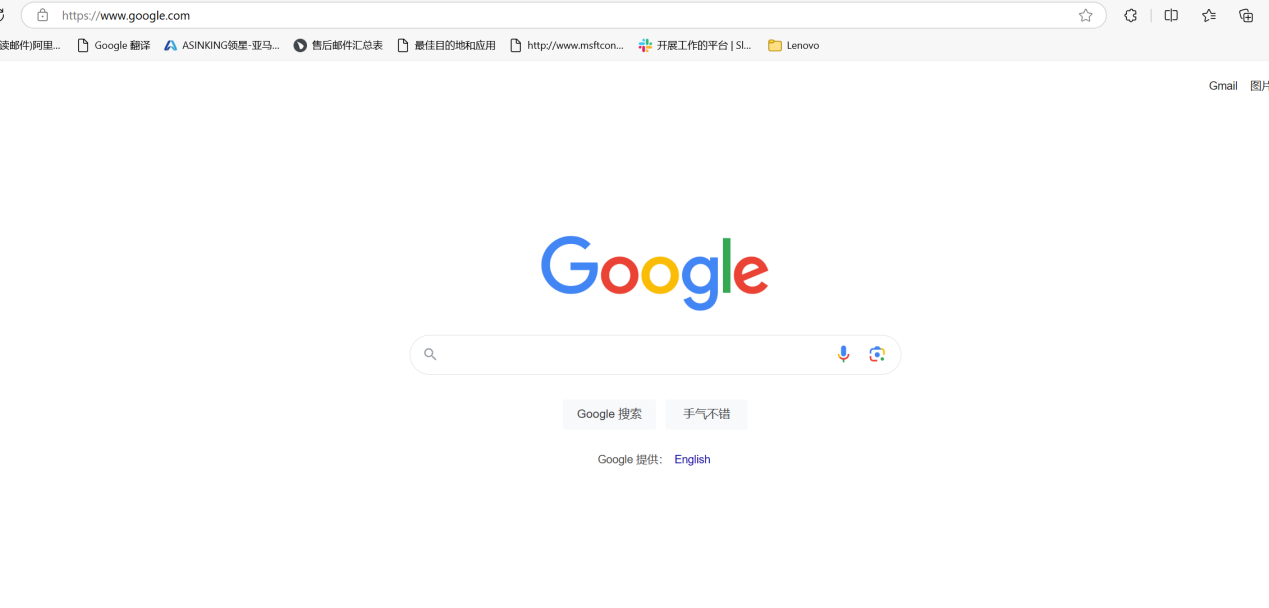 https://www.google.com
读邮件)阿里... Google 翻译 ASINKING领星-亚马... 售后邮件汇总表 最佳目的地和应用 http://www.msftcon... 开展工作的平台 | Sl... Lenovo
Gmail 图片
Google
Google 搜索 手气不错
Google 提供： English